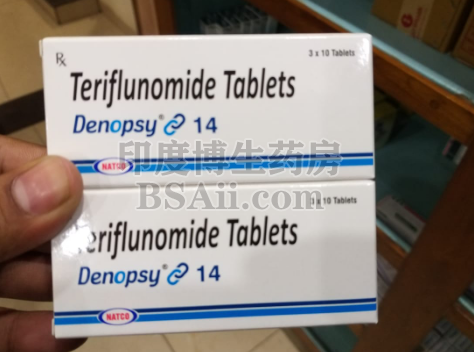 Rx
3 x 10 Tablets
Teriflunomide Tablets
Denopsy® 14
NATCO
印度博生药房
BSAii.com
3 x 10 Tablets
Teriflunomide Tablets
Denopsy® 14
NATCO